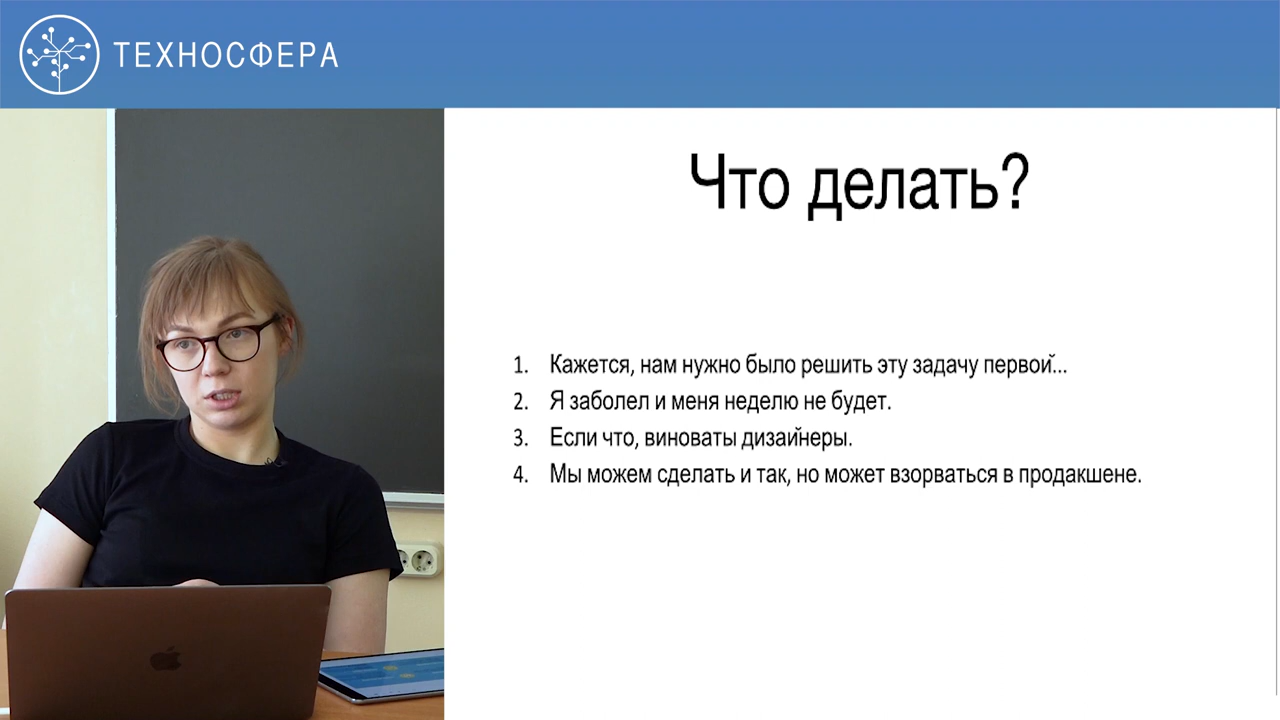 ТЕХНОСФЕРА
Что делать?
1. Кажется, нам нужно было решить эту задачу первой...
2. Я заболел и меня неделю не будет.
3. Если что, виноваты дизайнеры.
4. Мы можем сделать и так, но может взорваться в продакшене.